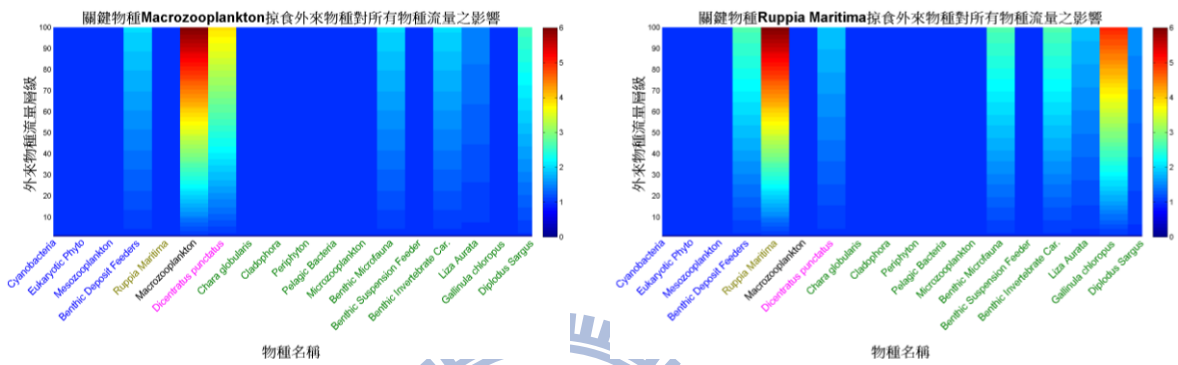 關鍵物種Macrozooplankton掠食外來物種對所有物種流量之影響
外來物種流量層級
100
90
80
70
60
50
40
30
20
10
6
5
4
3
2
1
0
Cyanobacteria
Eukaryotic Phyto
Mesozooplankton
Benthic Deposit Feeders
Ruppia Maritima
Macrozooplankton
Dicentratus punctatus
Chara globularis
Cladophora
Periphyton
Pelagic Bacteria
Microzooplankton
Benthic Microfauna
Benthic Suspension Feeder
Benthic Invertebrate Car.
Liza Aurata
Gallinula chloropus
Diplodus Sargus
物種名稱
關鍵物種Ruppia Maritima掠食外來物種對所有物種流量之影響
外來物種流量層級
100
90
80
70
60
50
40
30
20
10
6
5
4
3
2
1
0
Cyanobacteria
Eukaryotic Phyto
Mesozooplankton
Benthic Deposit Feeders
Ruppia Maritima
Macrozooplankton
Dicentratus punctatus
Chara globularis
Cladophora
Periphyton
Pelagic Bacteria
Microzooplankton
Benthic Microfauna
Benthic Suspension Feeder
Benthic Invertebrate Car.
Liza Aurata
Gallinula chloropus
Diplodus Sargus
物種名稱